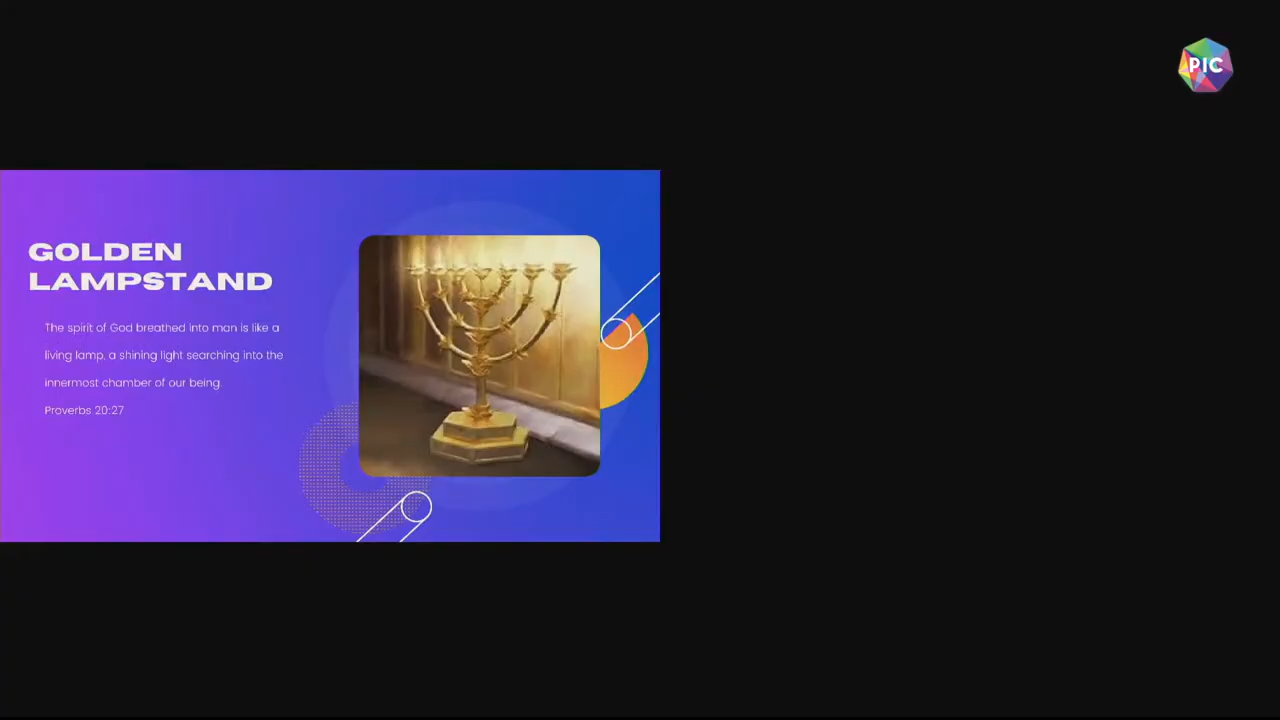 PIC
GOLDEN
LAMPSTAND
The spirit of God breathed into man is like a
living lamp, a shining light searching into the
innermost chamber of our being.
Proverbs 20:27